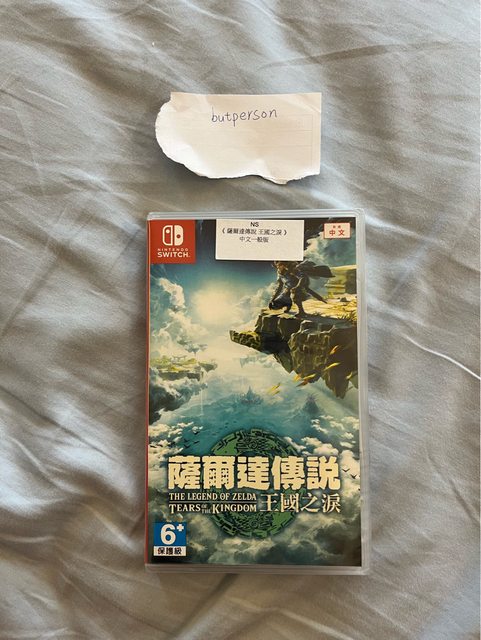 butperson
NS
《 薩爾達傳說 王國之淚 》
中文一般版
中文
NINTENDO
SWITCH
薩爾達傳說
THE LEGEND OF ZELDA
TEARS OF THE KINGDOM
王國之淚
6+
保護級